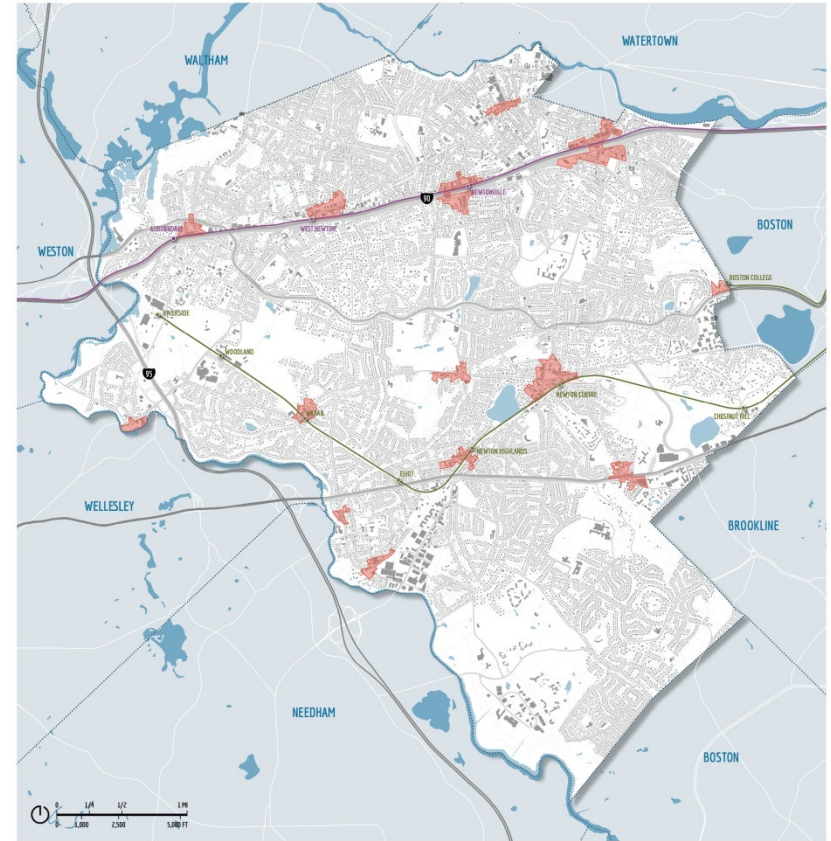 WATERTOWN
WALTHAM
NEWTONVILLE
90
WEST NEWTON
AUBURNDALE
BOSTON
WESTON
BOSTON COLLEGE
RIVERSIDE
WOODLAND
95
NEWTON CENTRE
WABAN
CHESTNUT HILL
NEWTON HIGHLANDS
ELIOT
WELLESLEY
BROOKLINE
NEEDHAM
BOSTON
0 1/4 1/2 1 MI
0 1,000 2,500 5,000 FT